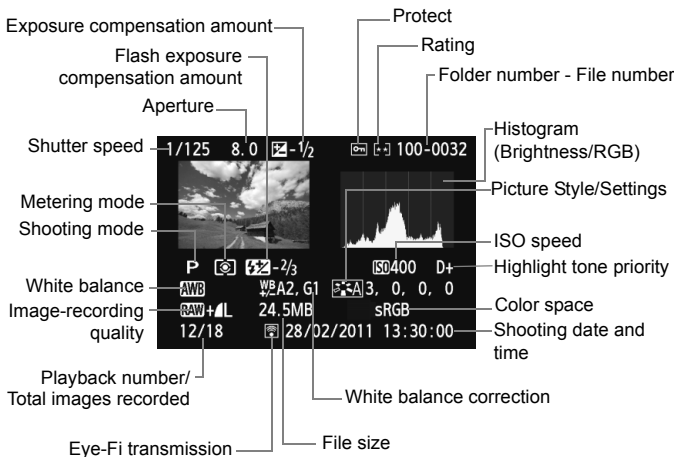 Exposure compensation amount
Protect
Flash exposure
compensation amount
Rating
Folder number - File number
Aperture
Shutter speed
1/125 8.0 -1/2 100-0032
Histogram
(Brightness/RGB)
Metering mode
Picture Style/Settings
Shooting mode
ISO speed
P -2/3 ISO400 D+
Highlight tone priority
White balance
AWB WB+/- A2, G1 A 3, 0, 0, 0
Image-recording
quality
RAW+L 24.5MB sRGB
Color space
12/18 28/02/2011 13:30:00
Shooting date and
time
Playback number/
Total images recorded
White balance correction
Eye-Fi transmission
File size